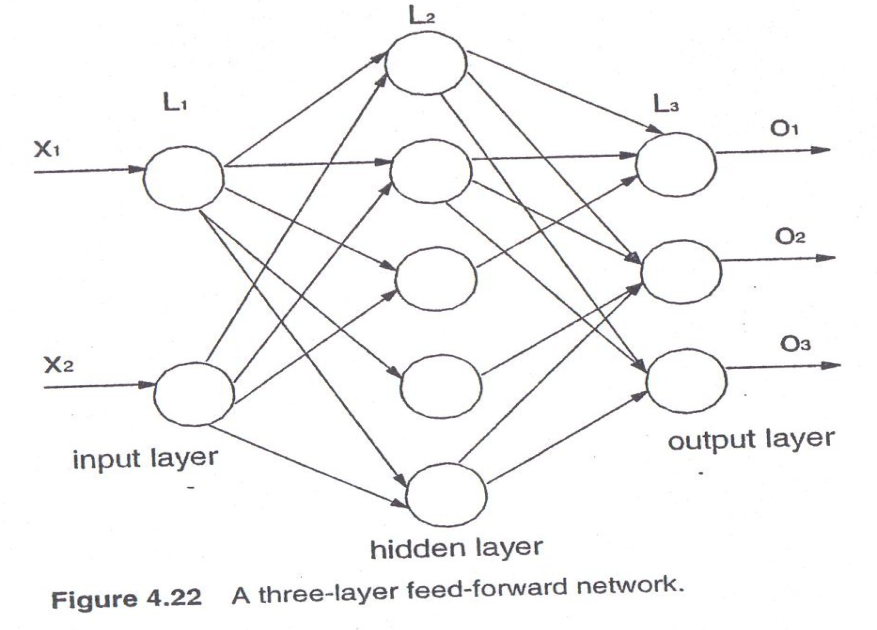 L2
L1
L3
X1
O1
O2
X2
O3
input layer
output layer
hidden layer
Figure 4.22 A three-layer feed-forward network.